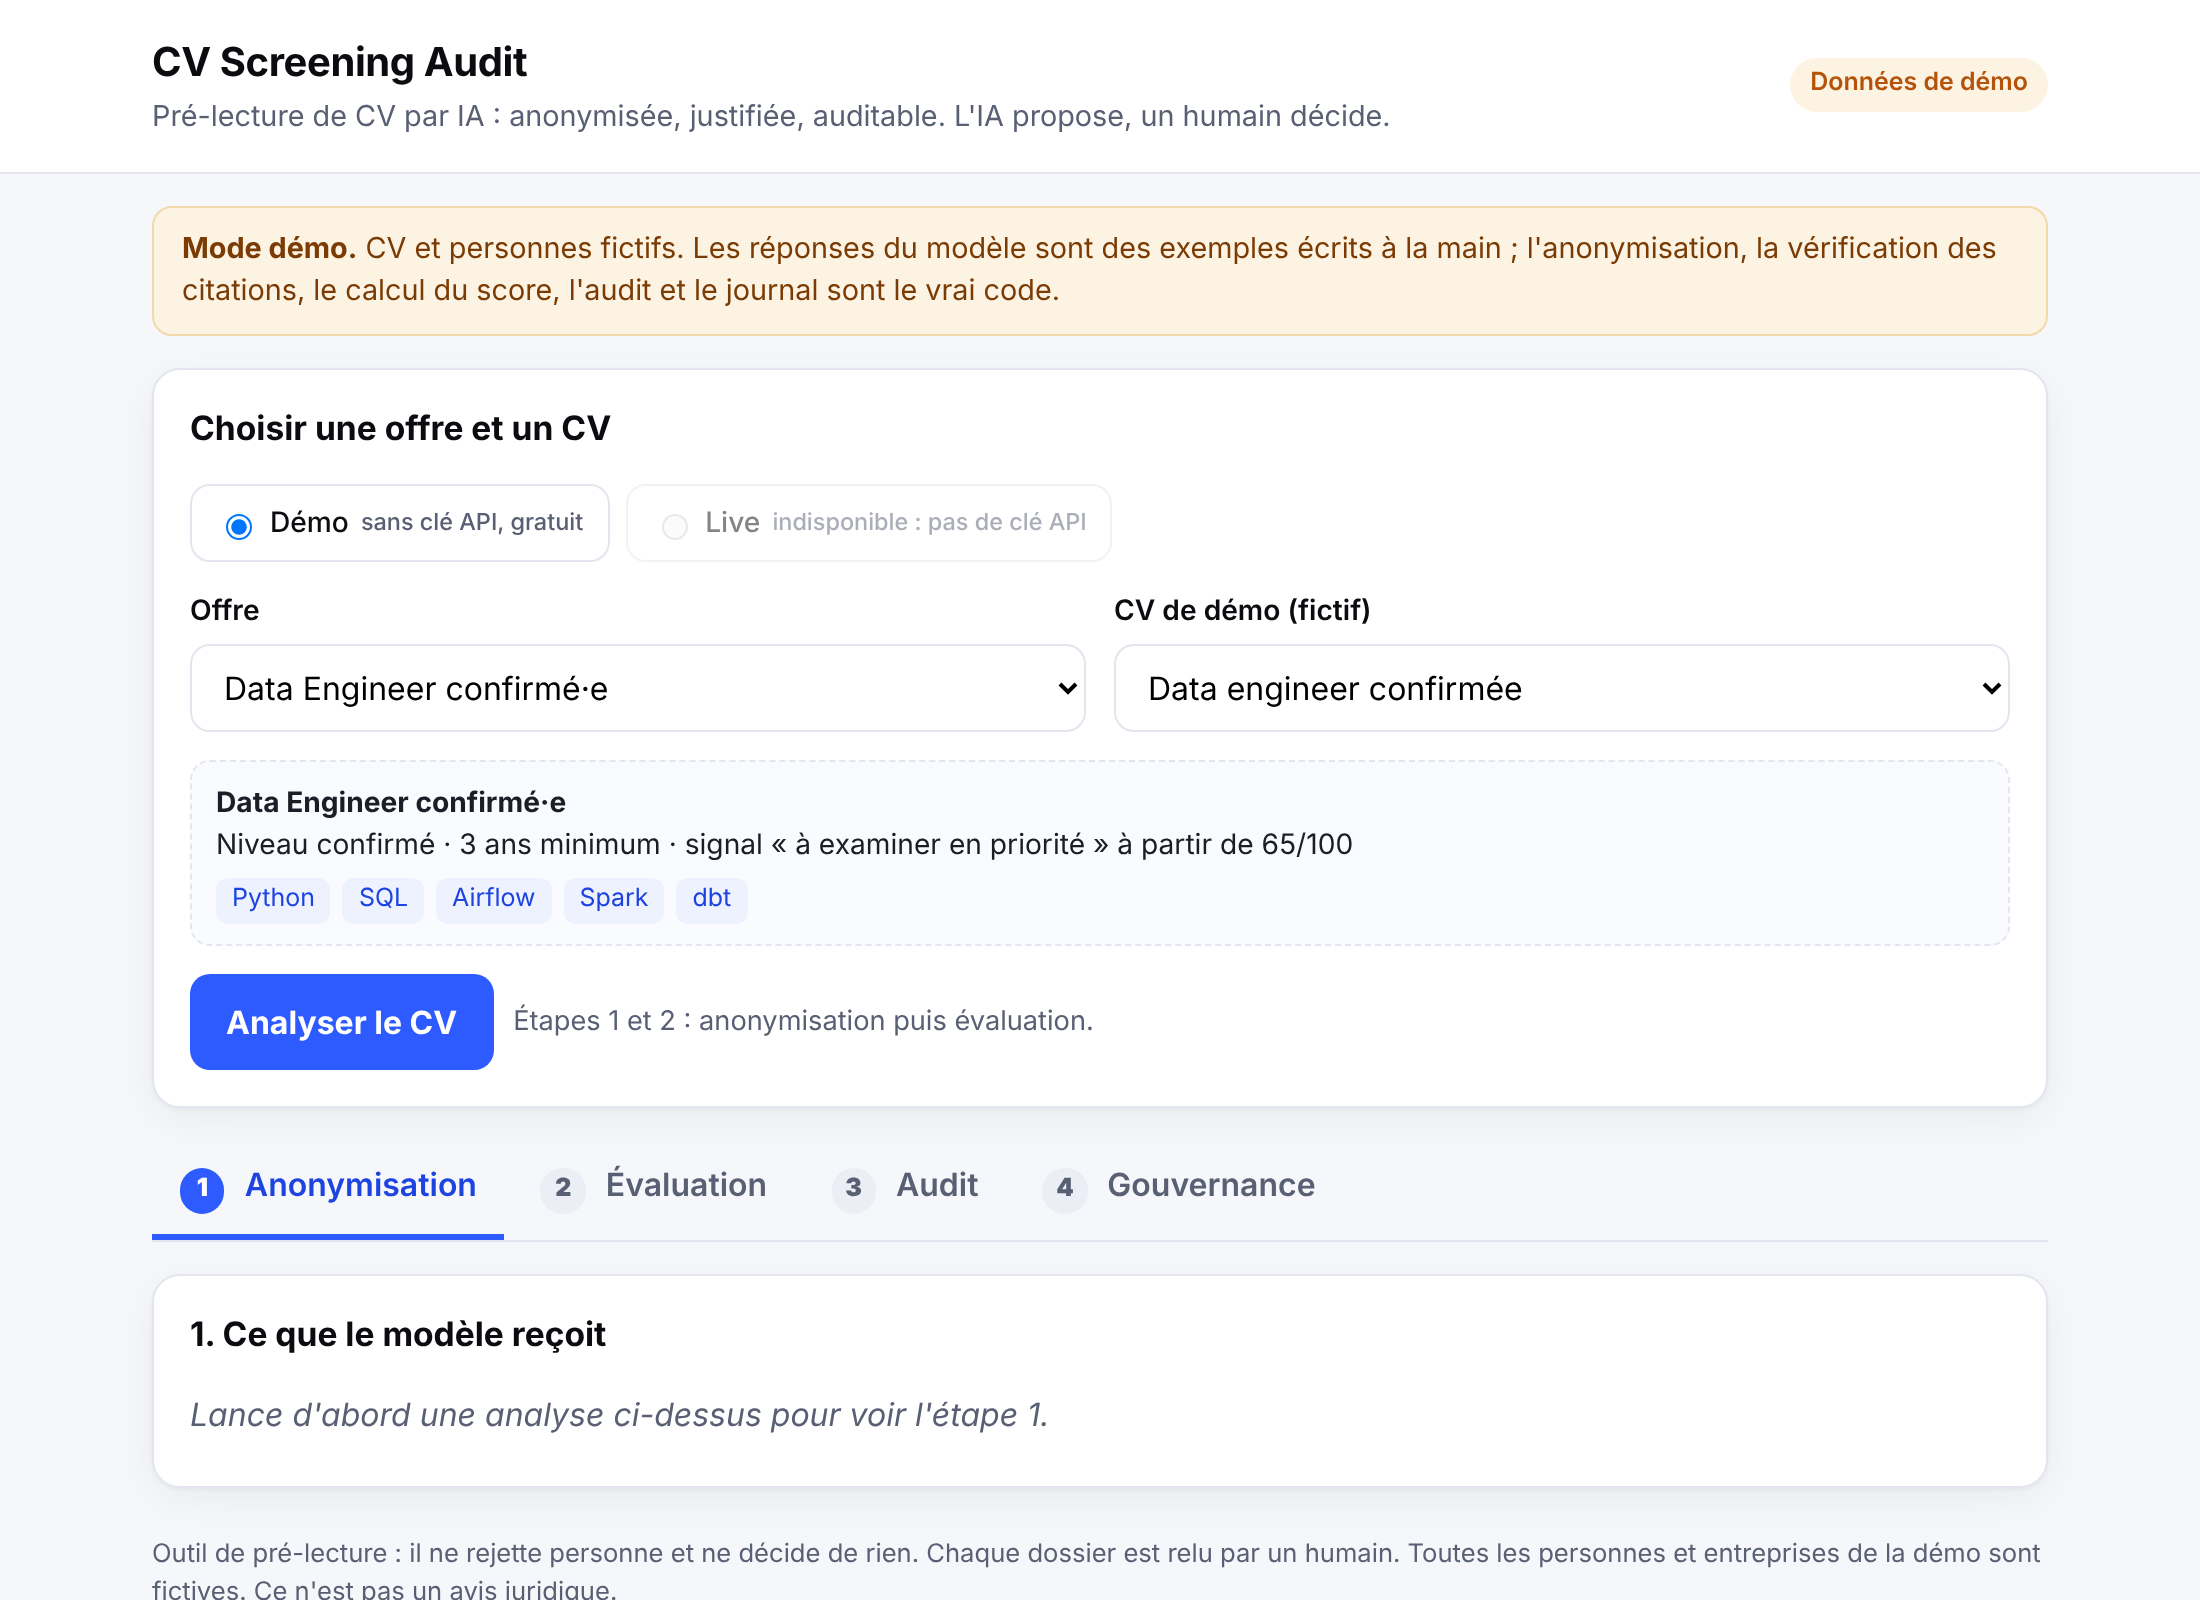 CV Screening Audit
Pré-lecture de CV par IA : anonymisée, justifiée, auditable. L'IA propose, un humain décide.
Données de démo
Mode démo. CV et personnes fictifs. Les réponses du modèle sont des exemples écrits à la main ; l'anonymisation, la vérification des
citations, le calcul du score, l'audit et le journal sont le vrai code.
Choisir une offre et un CV
Démo sans clé API, gratuit
Live indisponible : pas de clé API
Offre
CV de démo (fictif)
Data Engineer confirmé·e
Data engineer confirmée
Data Engineer confirmé·e
Niveau confirmé · 3 ans minimum · signal « à examiner en priorité » à partir de 65/100
Python SQL Airflow Spark dbt
Analyser le CV
Étapes 1 et 2 : anonymisation puis évaluation.
1 Anonymisation 2 Évaluation 3 Audit 4 Gouvernance
1. Ce que le modèle reçoit
Lance d'abord une analyse ci-dessus pour voir l'étape 1.
Outil de pré-lecture : il ne rejette personne et ne décide de rien. Chaque dossier est relu par un humain. Toutes les personnes et entreprises de la démo sont
fictives. Ce n'est pas un avis juridique.